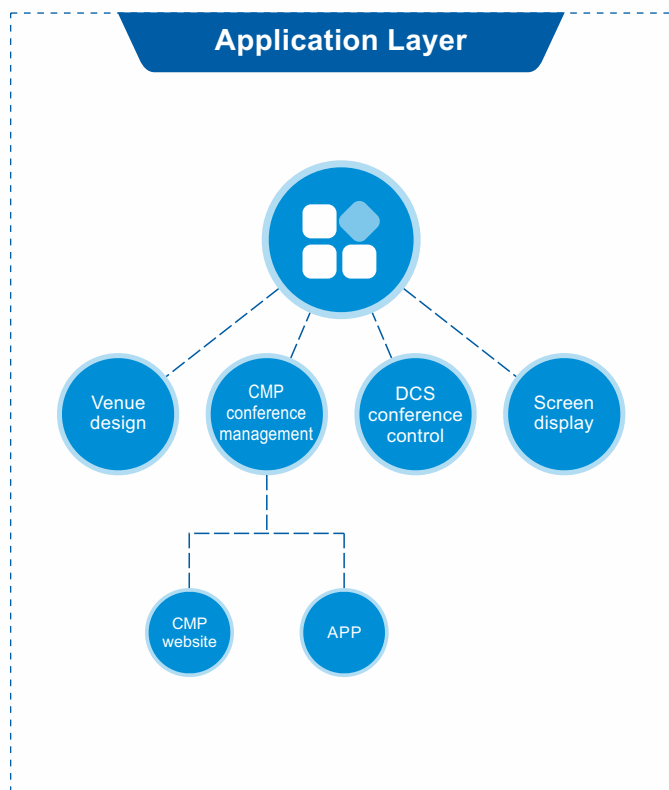 Application Layer
Venue
design
CMP
conference
management
DCS
conference
control
Screen
display
CMP
website
APP